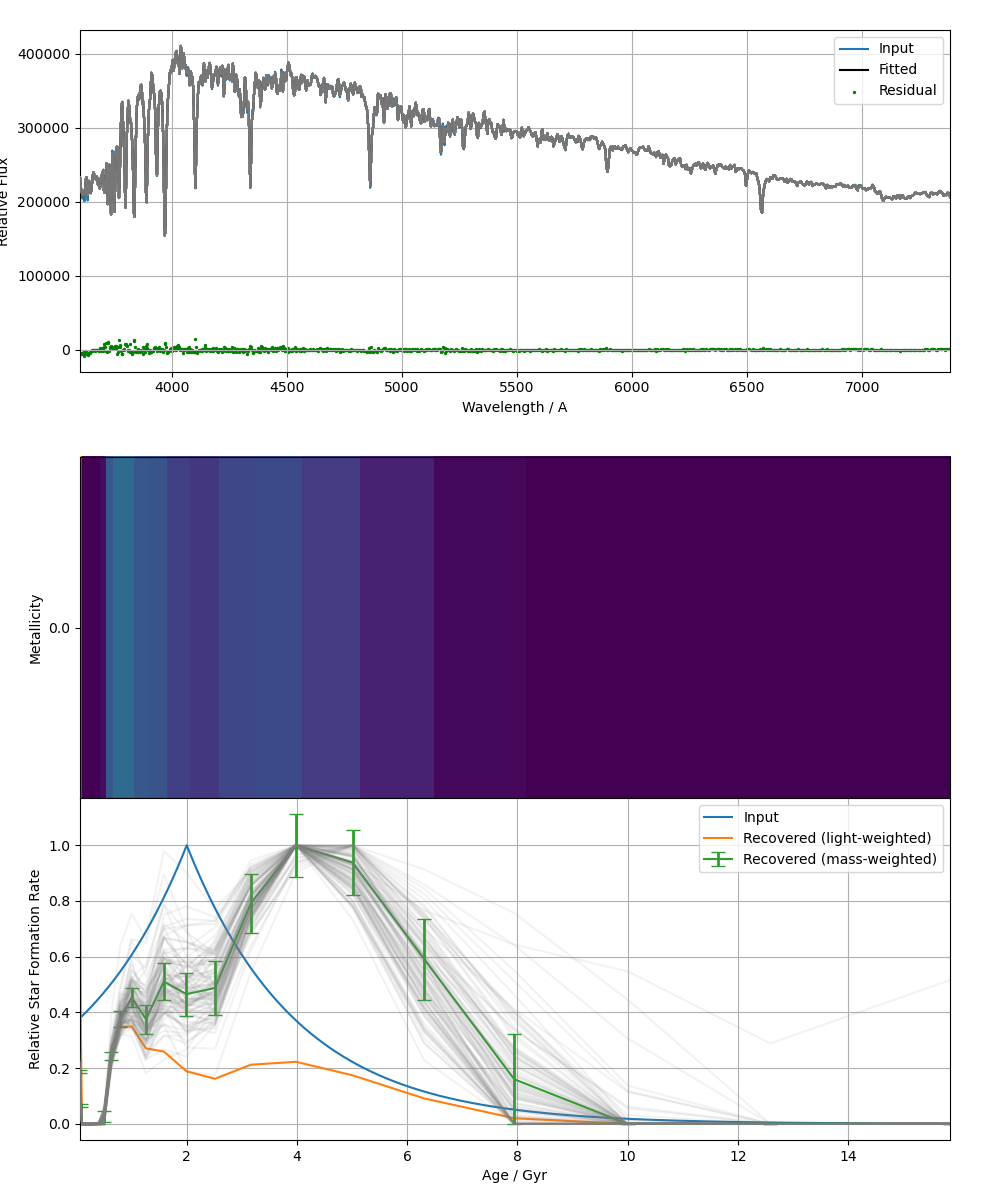 400000
300000
200000
100000
0
Relative Flux
Input
Fitted
Residual
4000 4500 5000 5500 6000 6500 7000
Wavelength / A
Metallicity
0.0
Relative Star Formation Rate
1.0
0.8
0.6
0.4
0.2
0.0
Input
Recovered (light-weighted)
Recovered (mass-weighted)
2 4 6 8 10 12 14
Age / Gyr